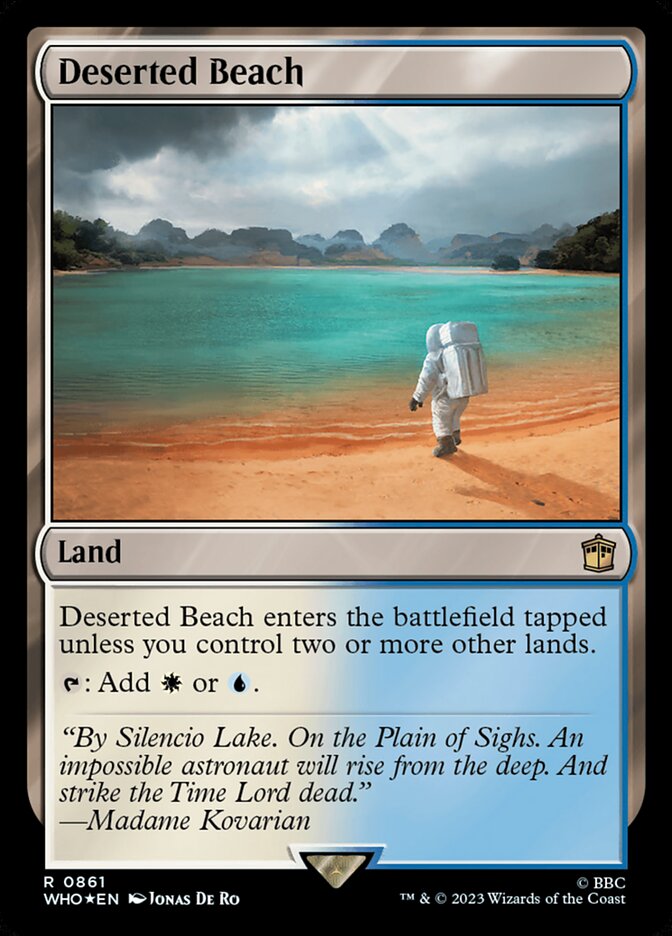 Deserted Beach
Land
Deserted Beach enters the battlefield tapped
unless you control two or more other lands.
: Add or .
“By Silencio Lake. On the Plain of Sighs. An
impossible astronaut will rise from the deep. And
strike the Time Lord dead.”
—Madame Kovarian
R 0861
WHO★EN Jonas De Ro
© BBC
™ & © 2023 Wizards of the Coast